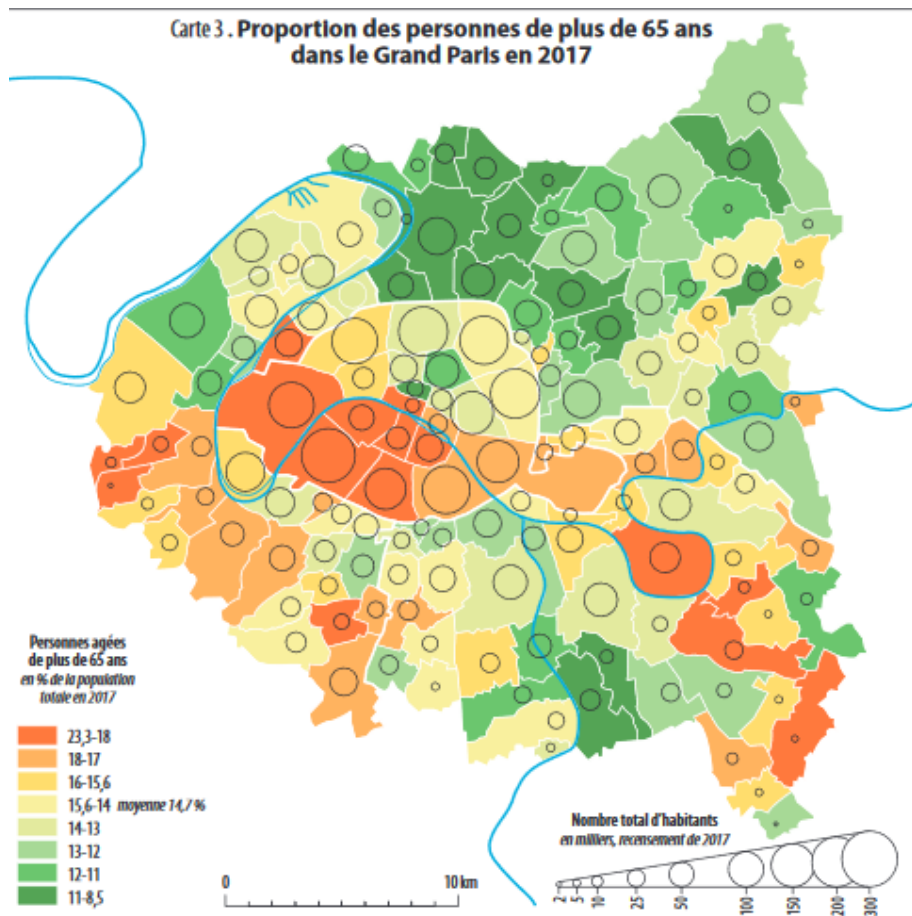 Carte 3. Proportion des personnes de plus de 65 ans
dans le Grand Paris en 2017
Personnes agées
de plus de 65 ans
en % de la population
totale en 2017
23,3-18
18-17
16-15,6
15,6-14 moyenne 14,7 %
14-13
13-12
12-11
11-8,5
0 10 km
Nombre total d'habitants
en milliers, recensement de 2017
2 5 10 25 50 100 150 200 300